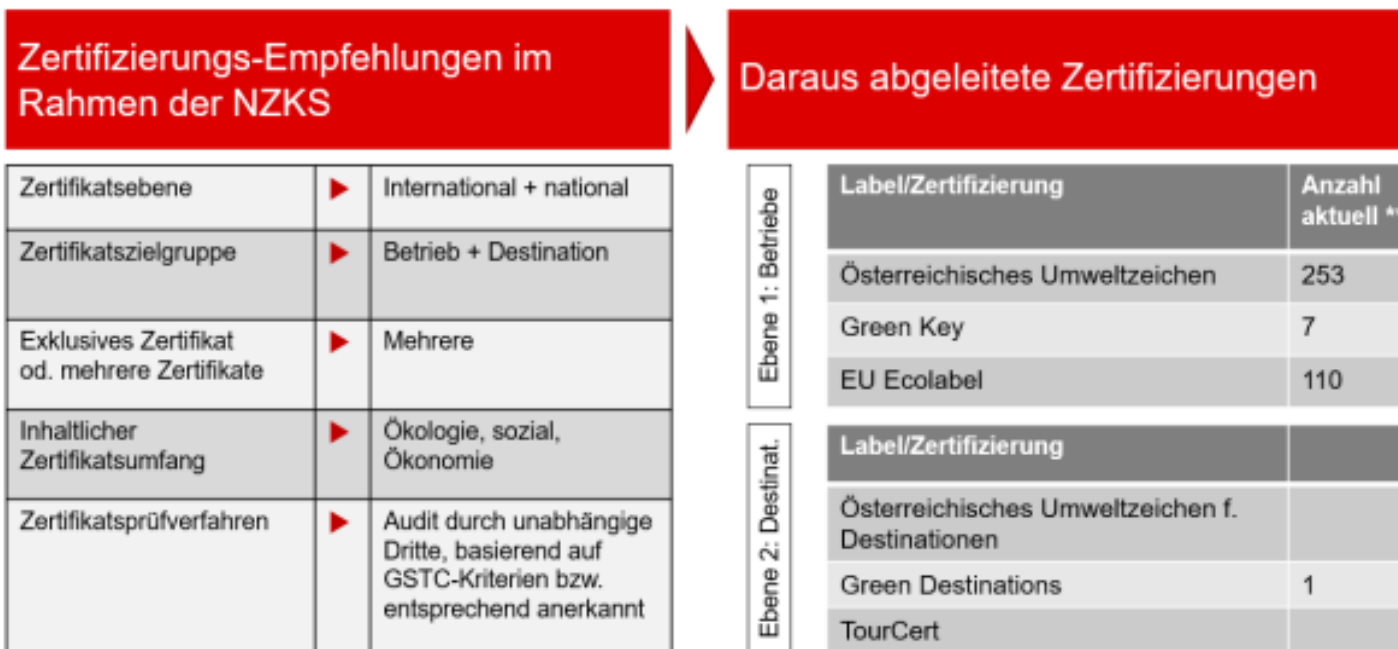 Zertifizierungs-Empfehlungen im
Rahmen der NZKS
Daraus abgeleitete Zertifizierungen
Zertifikatsebene
International + national
Zertifikatszielgruppe
Betrieb + Destination
Exklusives Zertifikat
od. mehrere Zertifikate
Mehrere
Inhaltlicher
Zertifikatsumfang
Ökologie, sozial,
Ökonomie
Zertifikatsprüfverfahren
Audit durch unabhängige
Dritte, basierend auf
GSTC-Kriterien bzw.
entsprechend anerkannt
Ebene 1: Betriebe
Label/Zertifizierung
Anzahl
aktuell *
Österreichisches Umweltzeichen
253
Green Key
7
EU Ecolabel
110
Ebene 2: Destinat.
Label/Zertifizierung
Österreichisches Umweltzeichen f.
Destinationen
Green Destinations
1
TourCert